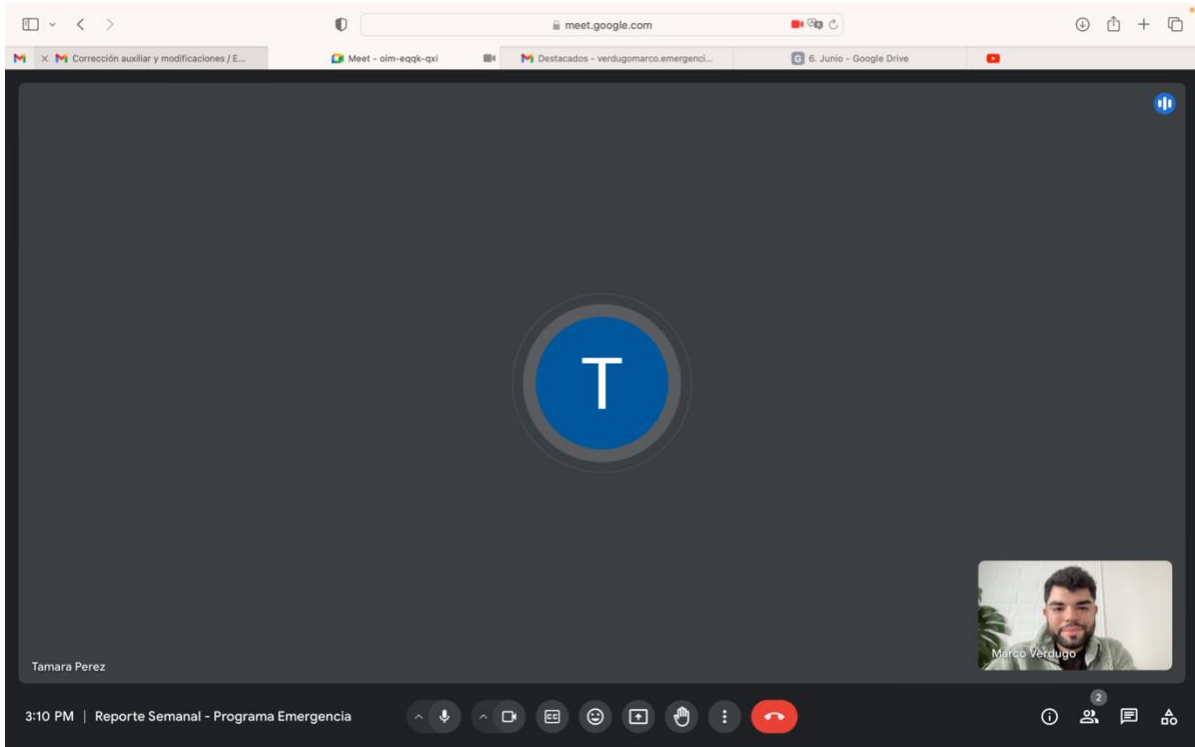 meet.google.com
Corrección auxiliar y modificaciones / E...
Meet - oim-eqqk-qxi
Destacados - verdugomarco.emergenci...
6. Junio - Google Drive
T
Marco Verdugo
Tamara Perez
2
3:10 PM | Reporte Semanal - Programa Emergencia
CC